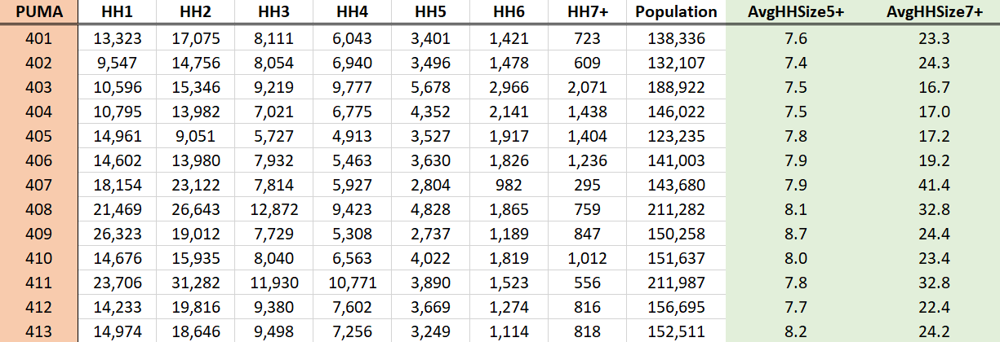 PUMA HH1 HH2 HH3 HH4 HH5 HH6 HH7+ Population AvgHHSize5+ AvgHHSize7+
401 13,323 17,075 8,111 6,043 3,401 1,421 723 138,336 7.6 23.3
402 9,547 14,756 8,054 6,940 3,496 1,478 609 132,107 7.4 24.3
403 10,596 15,346 9,219 9,777 5,678 2,966 2,071 188,922 7.5 16.7
404 10,795 13,982 7,021 6,775 4,352 2,141 1,438 146,022 7.5 17.0
405 14,961 9,051 5,727 4,913 3,527 1,917 1,404 123,235 7.8 17.2
406 14,602 13,980 7,932 5,463 3,630 1,826 1,236 141,003 7.9 19.2
407 18,154 23,122 7,814 5,927 2,804 982 295 143,680 7.9 41.4
408 21,469 26,643 12,872 9,423 4,828 1,865 759 211,282 8.1 32.8
409 26,323 19,012 7,729 5,308 2,737 1,189 847 150,258 8.7 24.4
410 14,676 15,935 8,040 6,563 4,022 1,819 1,012 151,637 8.0 23.4
411 23,706 31,282 11,930 10,771 3,890 1,523 556 211,987 7.8 32.8
412 14,233 19,816 9,380 7,602 3,669 1,274 816 156,695 7.7 22.4
413 14,974 18,646 9,498 7,256 3,249 1,114 818 152,511 8.2 24.2